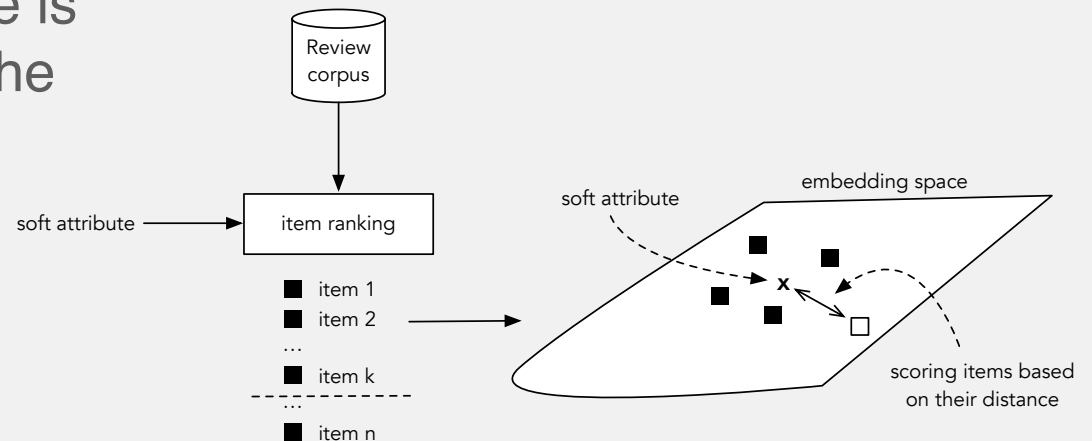 e is
he
Review
corpus
soft attribute
item ranking
item 1
item 2
...
item k
...
item n
soft attribute
embedding space
x
scoring items based
on their distance